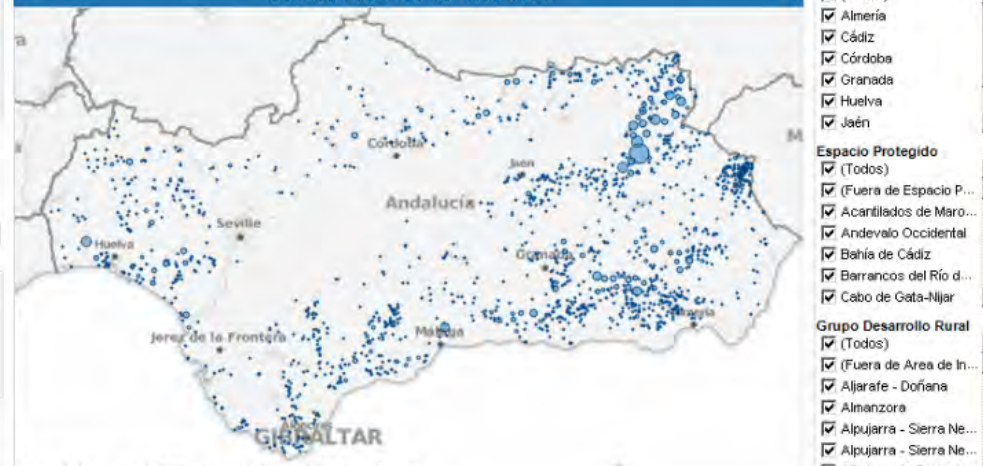 Almería
Cádiz
Córdoba
Granada
Huelva
Jaén
Espacio Protegido
(Todos)
(Fuera de Espacio P...
Acantilados de Maro...
Andevalo Occidental
Bahía de Cádiz
Barrancos del Río d...
Cabo de Gata-Nijar
Grupo Desarrollo Rural
(Todos)
(Fuera de Area de In...
Aljarafe - Doñana
Almanzora
Alpujarra - Sierra Ne...
Alpujarra - Sierra Ne...
Córdoba
Jaén
Andalucía
Seville
Huelva
Granada
Almería
Málaga
Jerez de la Frontera
GIBRALTAR